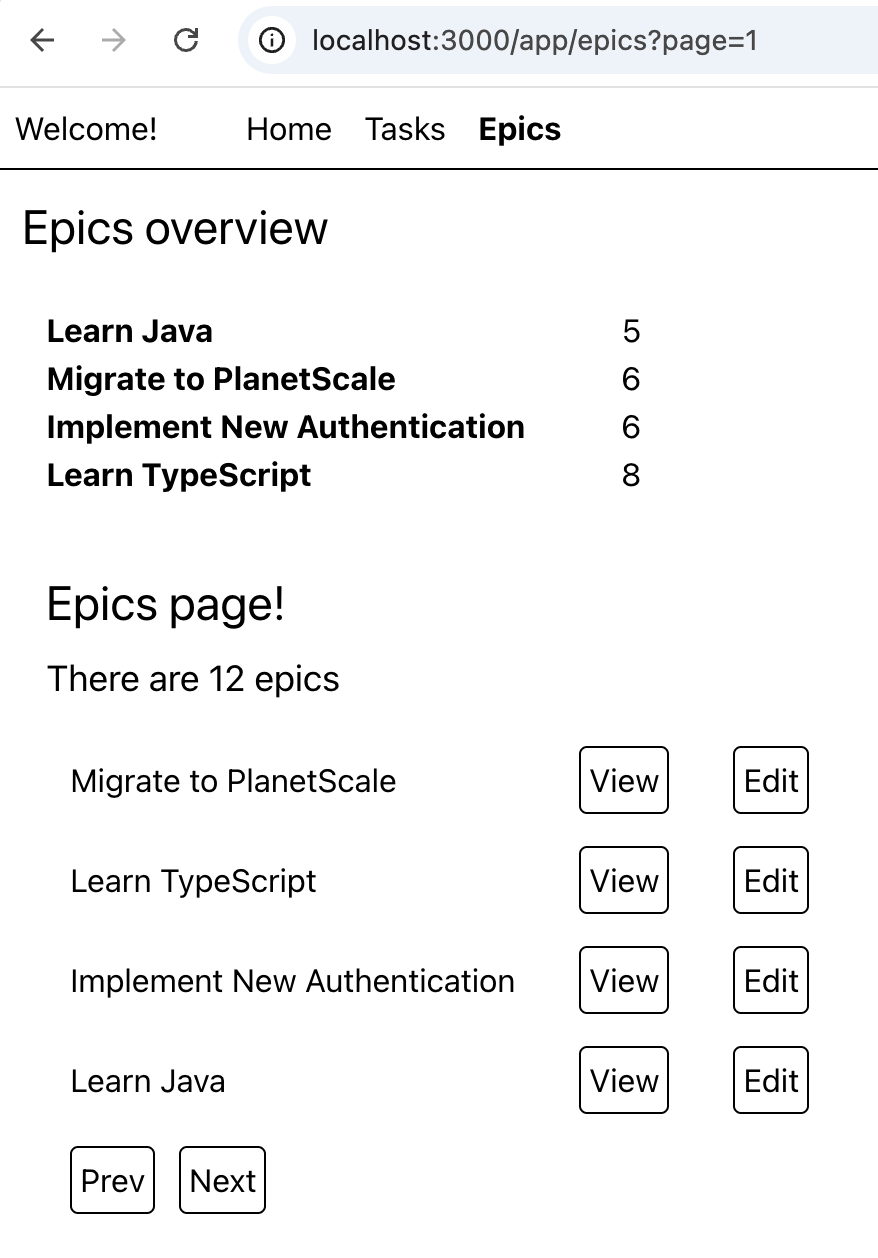 localhost:3000/app/epics?page=1
Welcome! Home Tasks Epics
Epics overview
Learn Java 5
Migrate to PlanetScale 6
Implement New Authentication 6
Learn TypeScript 8
Epics page!
There are 12 epics
Migrate to PlanetScale View Edit
Learn TypeScript View Edit
Implement New Authentication View Edit
Learn Java View Edit
Prev Next